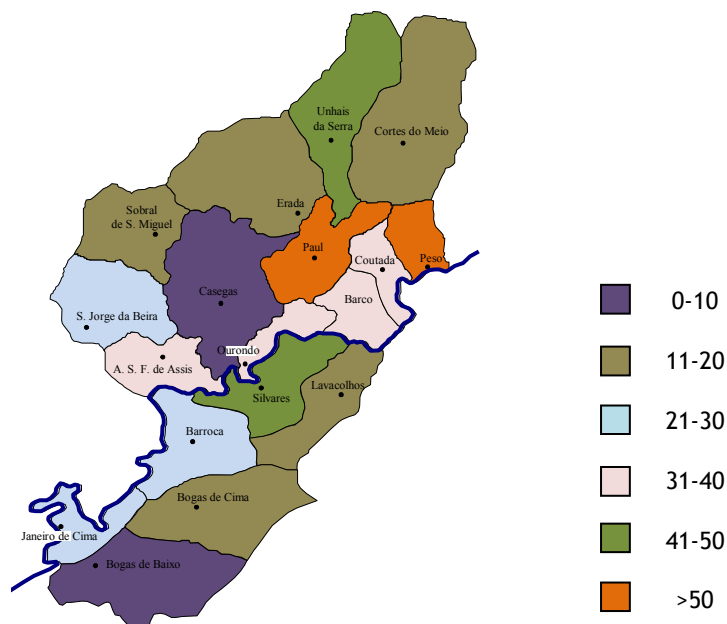 Unhais
da Serra
Cortes do Meio
Erada
Sobral
de S. Miguel
Paul
Coutada
Peso
Casegas
Barco
S. Jorge da Beira
Ourondo
A. S. F. de Assis
Silvares
Lavacolhos
Barroca
Bogas de Cima
Janeiro de Cima
Bogas de Baixo
0-10
11-20
21-30
31-40
41-50
>50